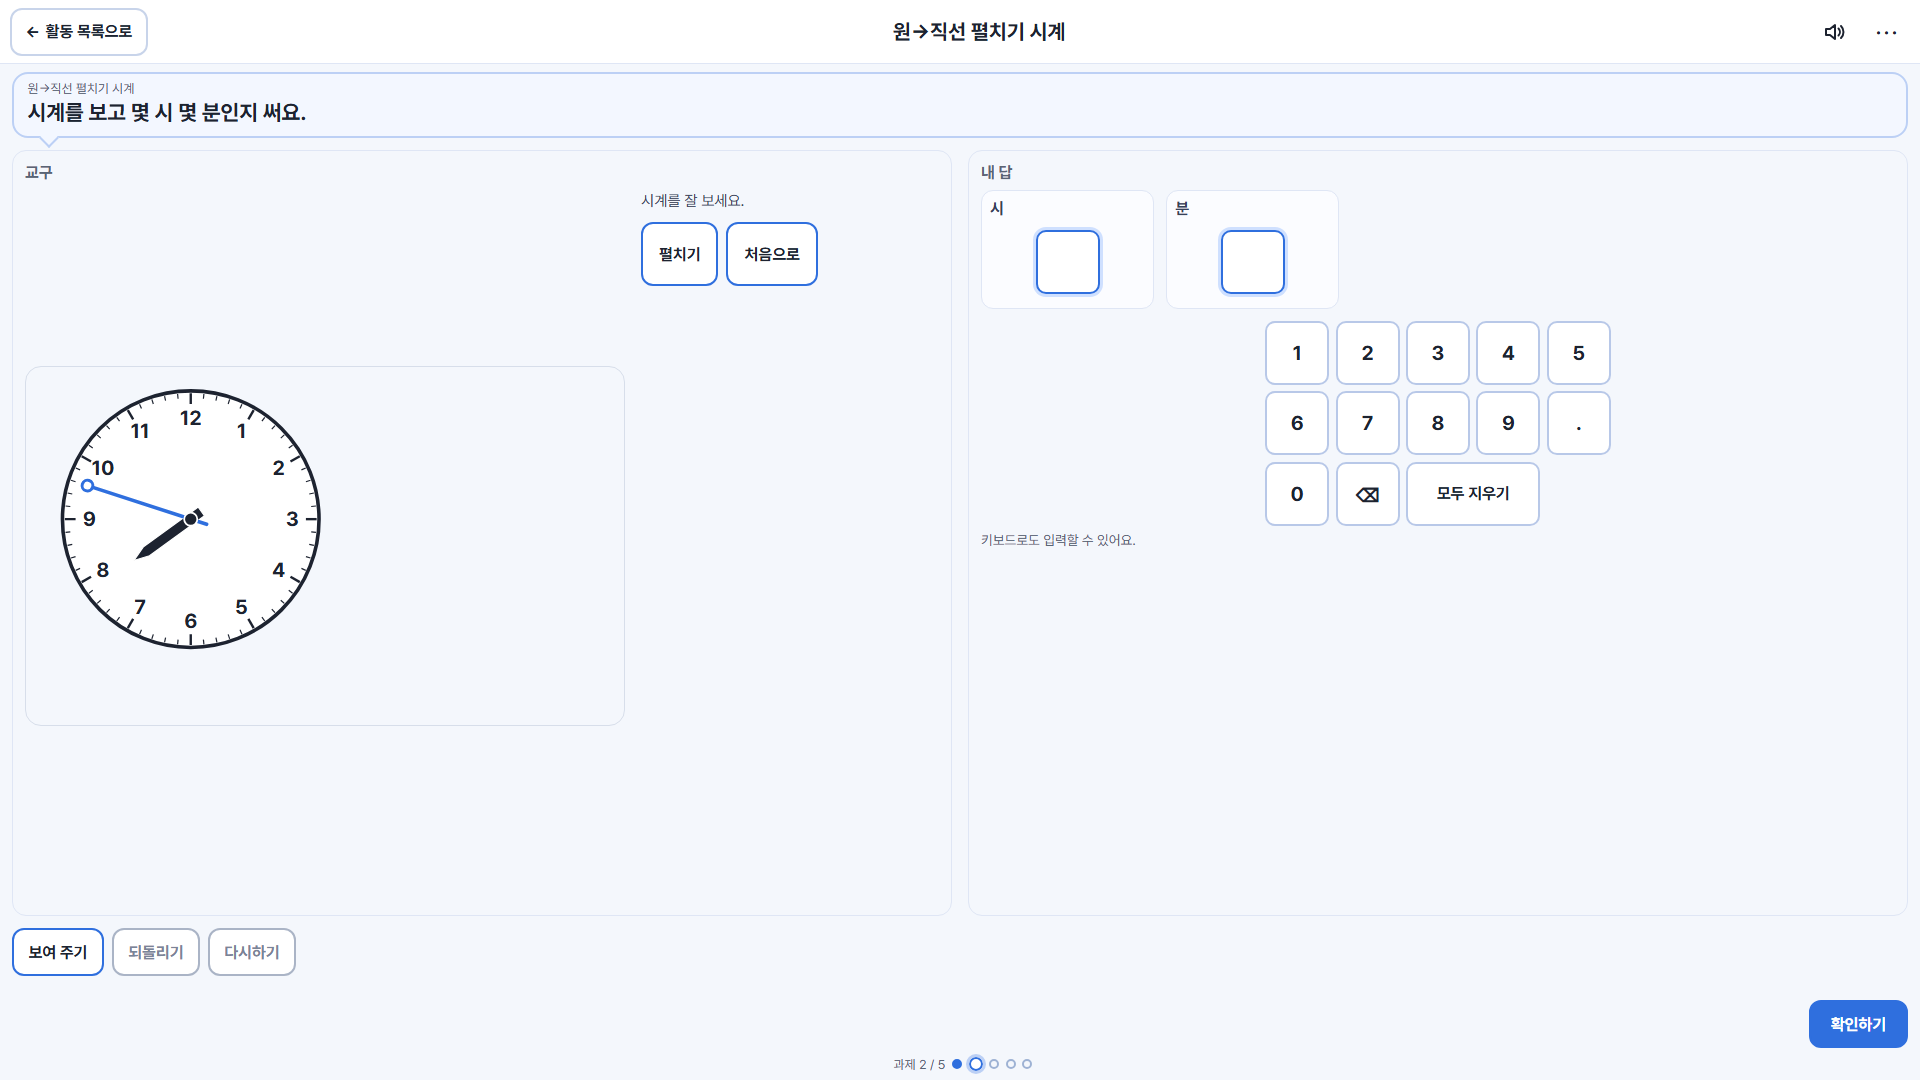 ← 활동 목록으로
원→직선 펼치기 시계
원→직선 펼치기 시계
시계를 보고 몇 시 몇 분인지 써요.
교구
시계를 잘 보세요.
펼치기
처음으로
12
1
2
3
4
5
6
7
8
9
10
11
내 답
시
분
1 2 3 4 5
6 7 8 9 .
0 ⌫ 모두 지우기
키보드로도 입력할 수 있어요.
보여 주기
되돌리기
다시하기
확인하기
과제 2 / 5